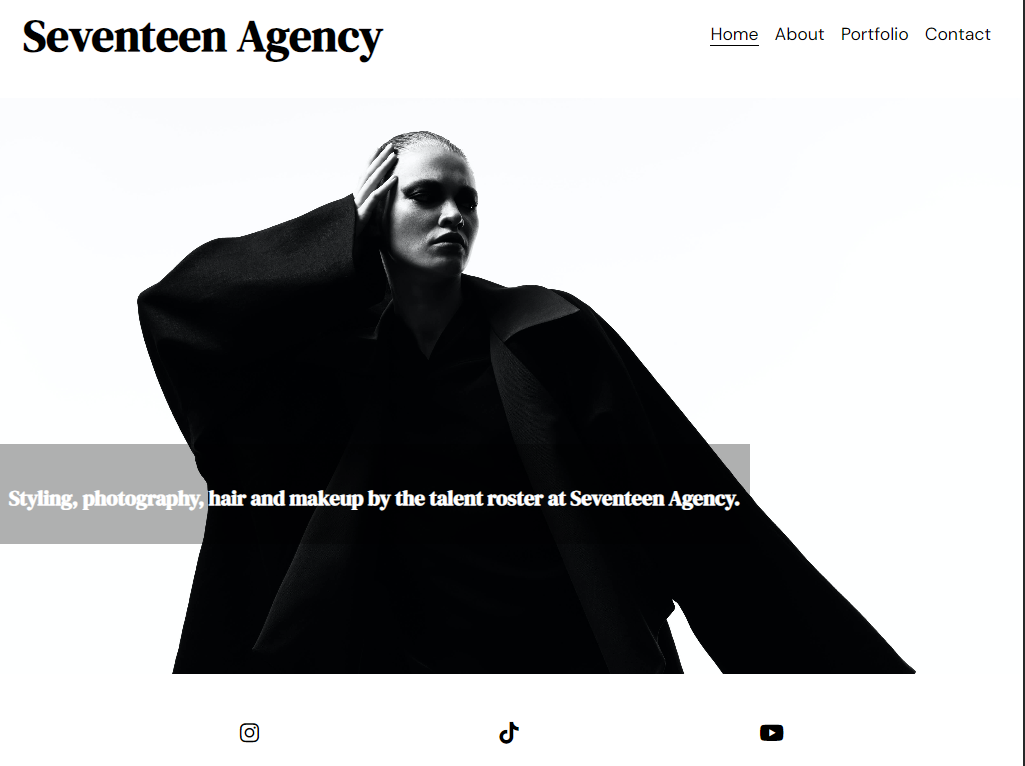 Seventeen Agency
Home About Portfolio Contact
Styling, photography, hair and makeup by the talent roster at Seventeen Agency.